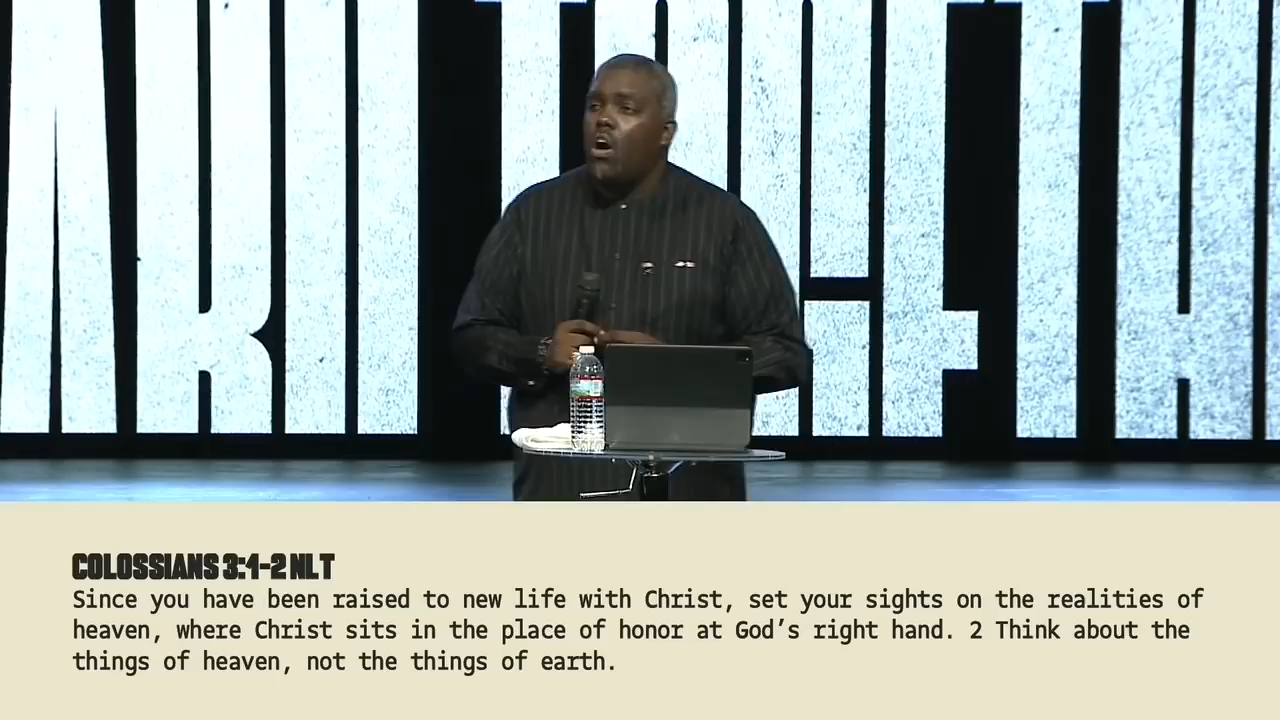 COLOSSIANS 3:1-2 NLT
Since you have been raised to new life with Christ, set your sights on the realities of
heaven, where Christ sits in the place of honor at God's right hand. 2 Think about the
things of heaven, not the things of earth.